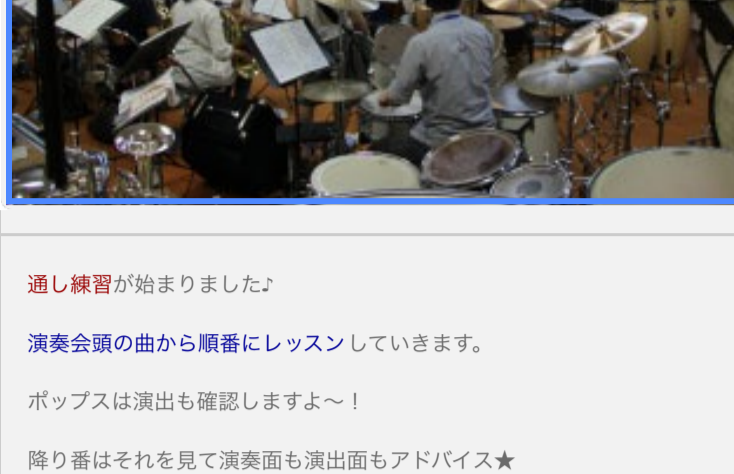 通し練習が始まりました♪
演奏会頭の曲から順番にレッスンしていきます。
ポップスは演出も確認しますよ～！
降り番はそれを見て演奏面も演出面もアドバイス★